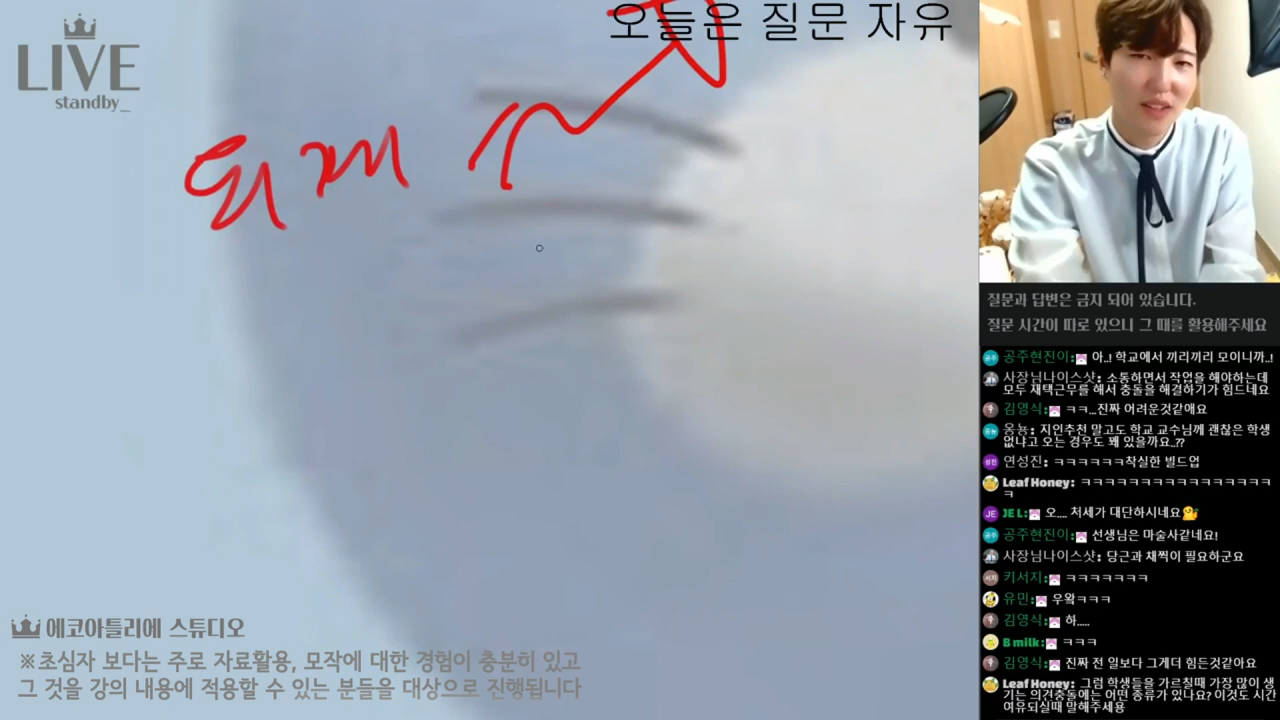 오늘은 질문 자유
LIVE
standby_
되재
에코아틀리에 스튜디오
※초심자 보다는 주로 자료활용, 모작에 대한 경험이 충분히 있고
그 것을 강의 내용에 적용할 수 있는 분들을 대상으로 진행됩니다
질문과 답변은 금지 되어 있습니다.
질문 시간이 따로 있으니 그 때를 활용해주세요
공주현진이: 아..! 학교에서 끼리끼리 모이니까..!
사장님나이스샷: 소통하면서 작업을 해야하는데
모두 재택근무를 해서 충돌을 해결하기가 힘드네요
김영식: ㅋㅋ...진짜 어려운것같애요
옹늉: 지인추천 말고도 학교 교수님께 괜찮은 학생
없냐고 오는 경우도 꽤 있을까요..??
연성진: ㅋㅋㅋㅋㅋㅋ착실한 빌드업
Leaf Honey: ㅋㅋㅋㅋㅋㅋㅋㅋㅋㅋㅋㅋㅋㅋㅋㅋ
ㅋ
JE L: 오.... 처세가 대단하시네요
공주현진이: 선생님은 마술사같네요!
사장님나이스샷: 당근과 채찍이 필요하군요
키서지: ㅋㅋㅋㅋㅋㅋㅋ
유민: 우왘ㅋㅋㅋ
김영식: 하.....
B milk: ㅋㅋㅋ
김영식: 진짜 전 일보다 그게더 힘든것같아요
Leaf Honey: 그럼 학생들을 가르칠때 가장 많이 생
기는 의견충돌에는 어떤 종류가 있나요? 이것도 시간
여유되실때 말해주세용